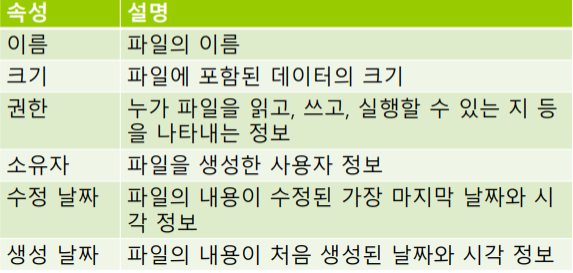 속성 설명
이름 파일의 이름
크기 파일에 포함된 데이터의 크기
권한 누가 파일을 읽고, 쓰고, 실행할 수 있는 지 등
을 나타내는 정보
소유자 파일을 생성한 사용자 정보
수정 날짜 파일의 내용이 수정된 가장 마지막 날짜와 시
각 정보
생성 날짜 파일의 내용이 처음 생성된 날짜와 시각 정보